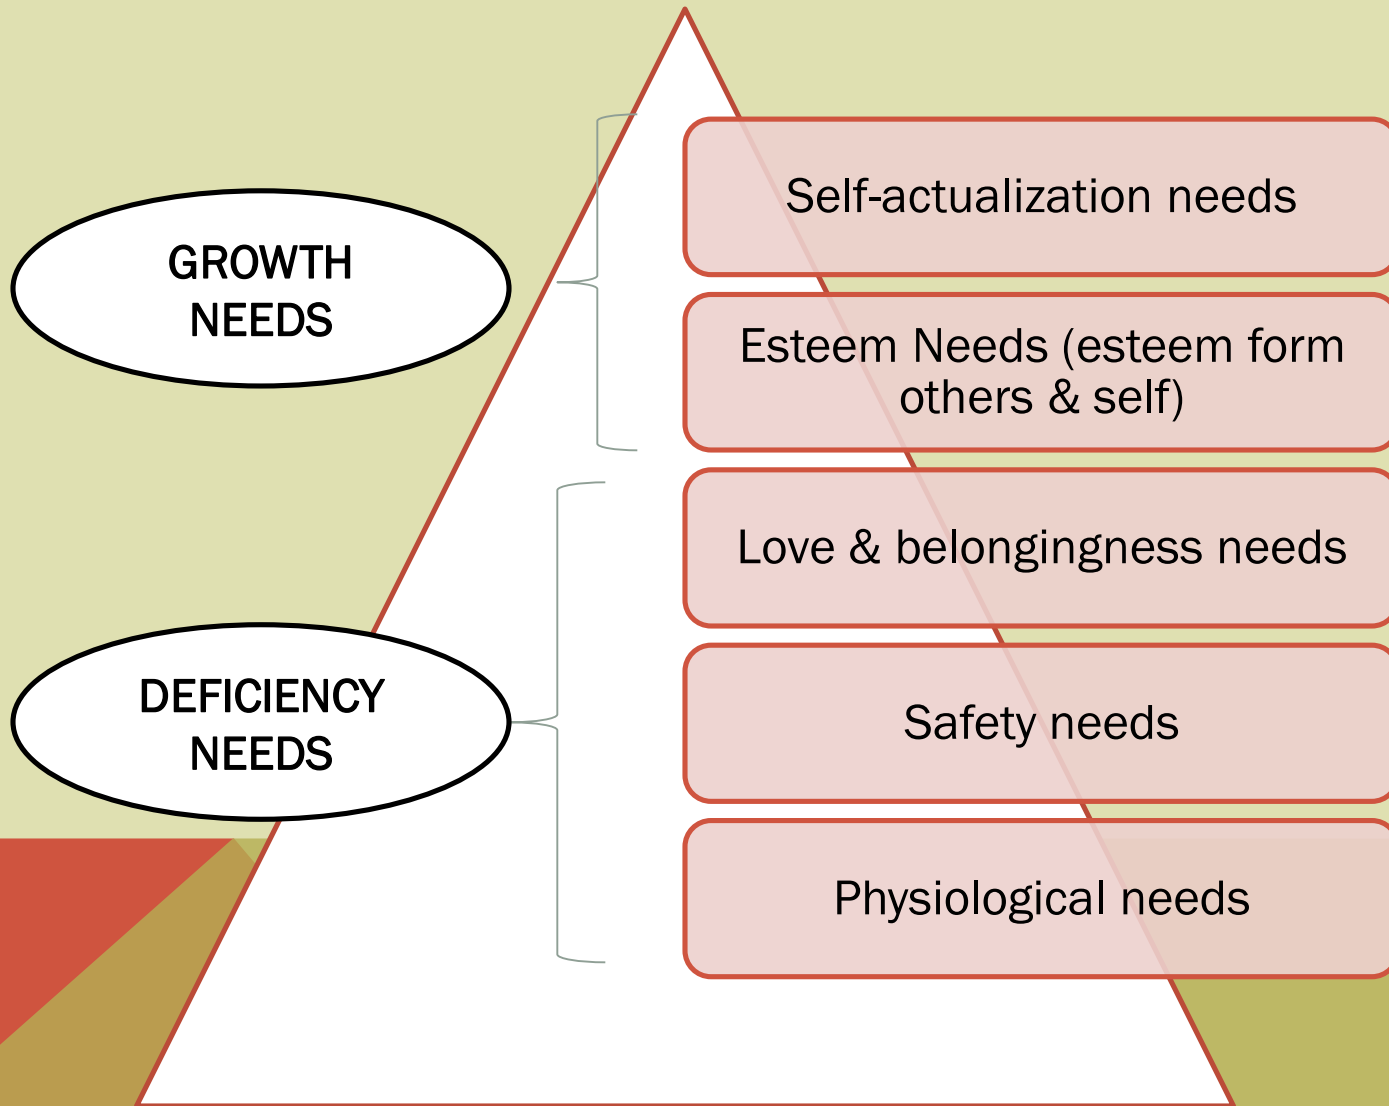 GROWTH
NEEDS
Self-actualization needs
Esteem Needs (esteem form
others & self)
Love & belongingness needs
DEFICIENCY
NEEDS
Safety needs
Physiological needs